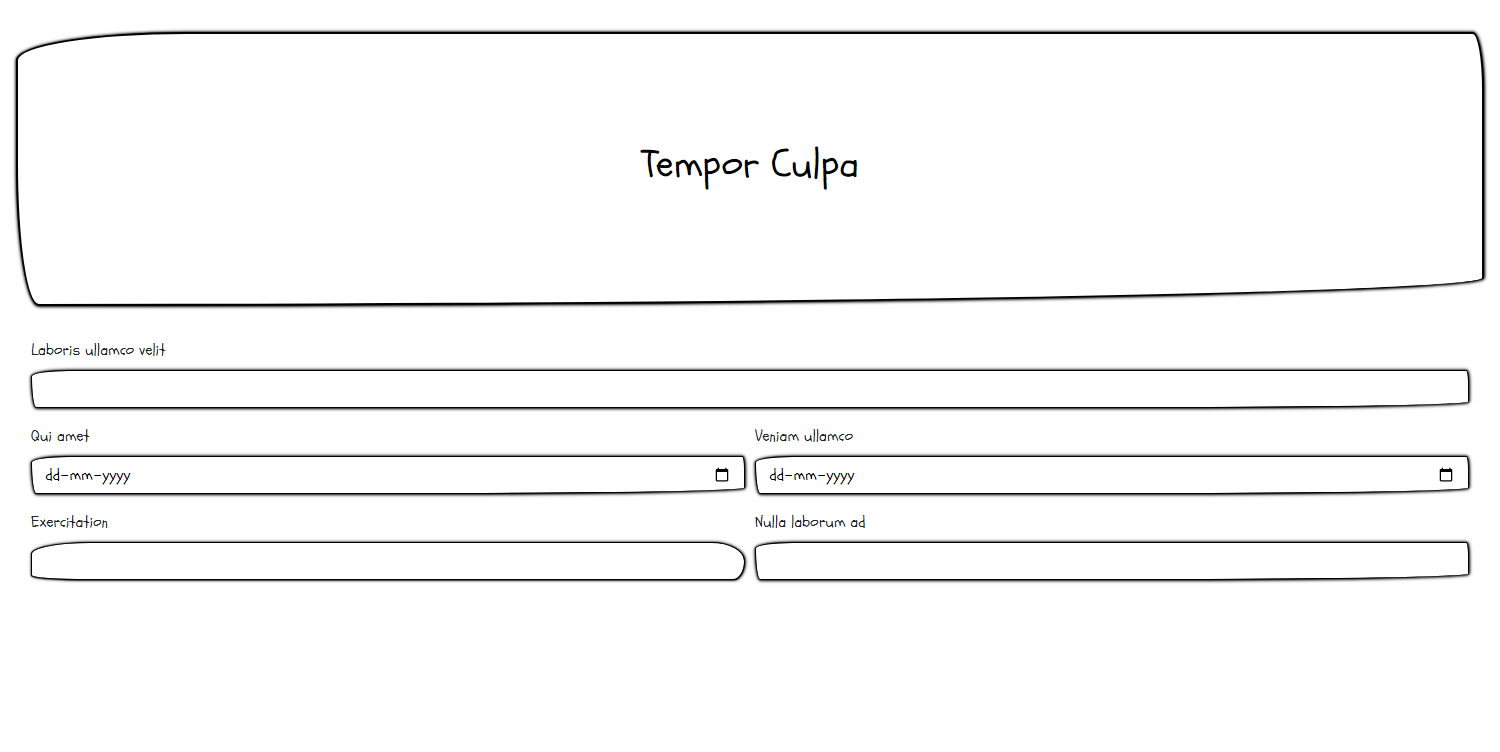 Tempor Culpa
Laboris ullamco velit
Qui amet
Veniam ullamco
dd-mm-yyyy
dd-mm-yyyy
Exercitation
Nulla laborum ad